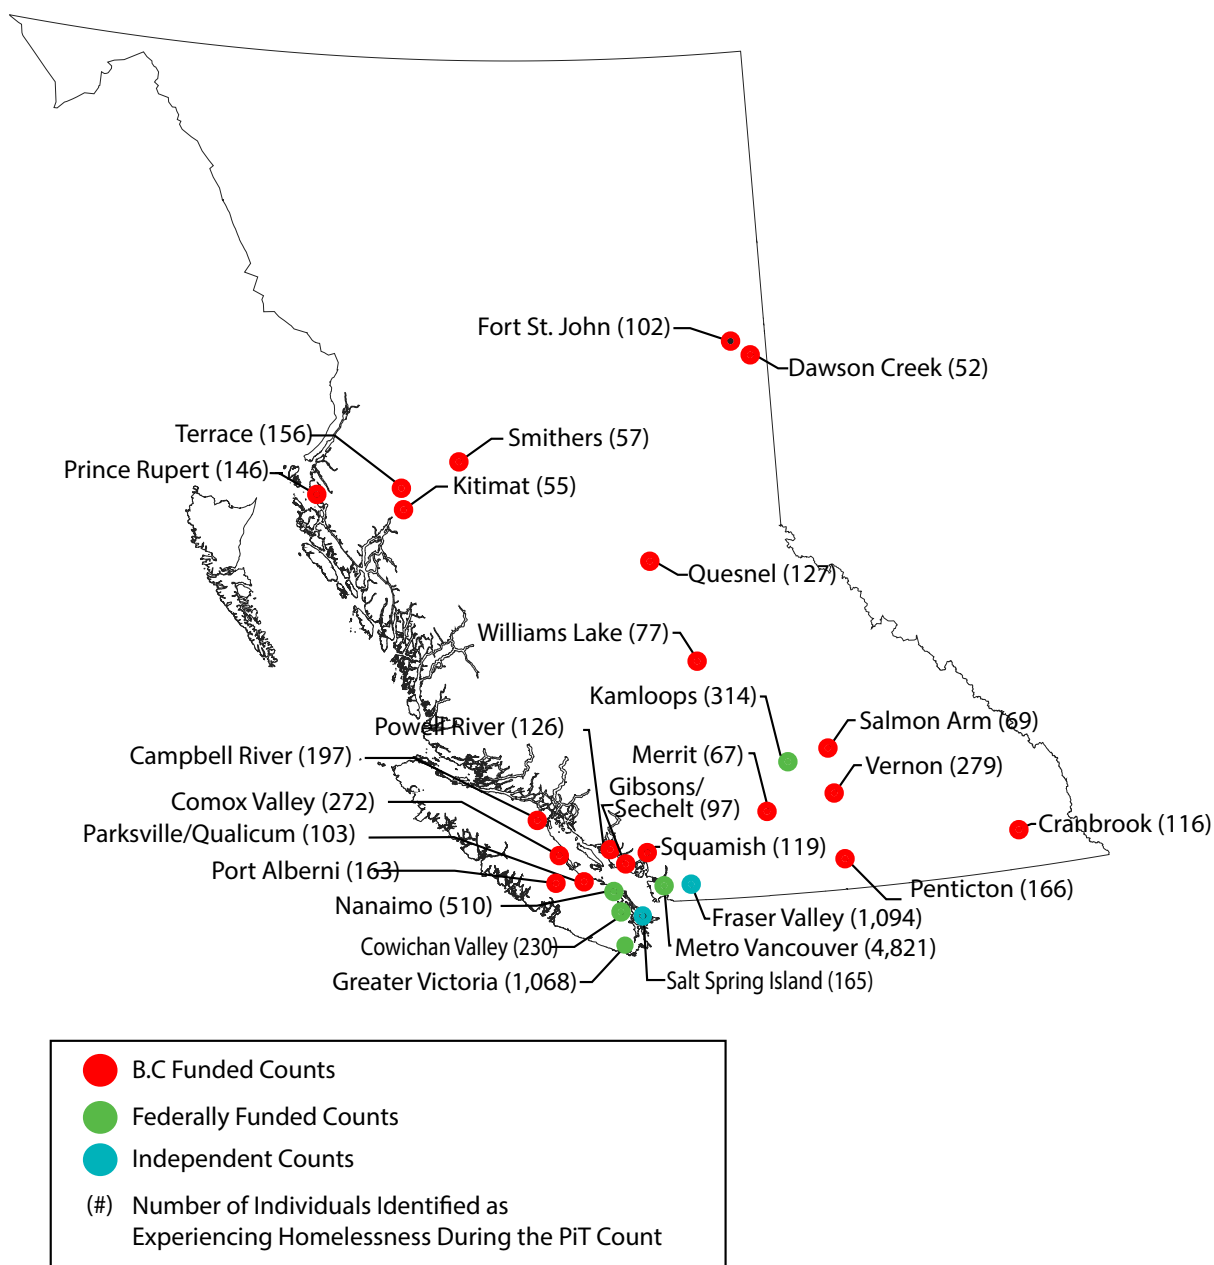 Fort St. John (102)
Dawson Creek (52)
Terrace (156)
Smithers (57)
Prince Rupert (146)
Kitimat (55)
Quesnel (127)
Williams Lake (77)
Kamloops (314)
Salmon Arm (69)
Powell River (126)
Campbell River (197)
Merrit (67)
Vernon (279)
Gibsons/
Sechelt (97)
Comox Valley (272)
Cranbrook (116)
Parksville/Qualicum (103)
Squamish (119)
Port Alberni (163)
Penticton (166)
Nanaimo (510)
Fraser Valley (1,094)
Cowichan Valley (230)
Metro Vancouver (4,821)
Greater Victoria (1,068)
Salt Spring Island (165)
B.C Funded Counts
Federally Funded Counts
Independent Counts
(#) Number of Individuals Identified as
Experiencing Homelessness During the PiT Count